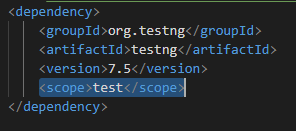 <dependency>
<groupId>org.testng</groupId>
<artifactId>testng</artifactId>
<version>7.5</version>
<scope>test</scope>
</dependency>